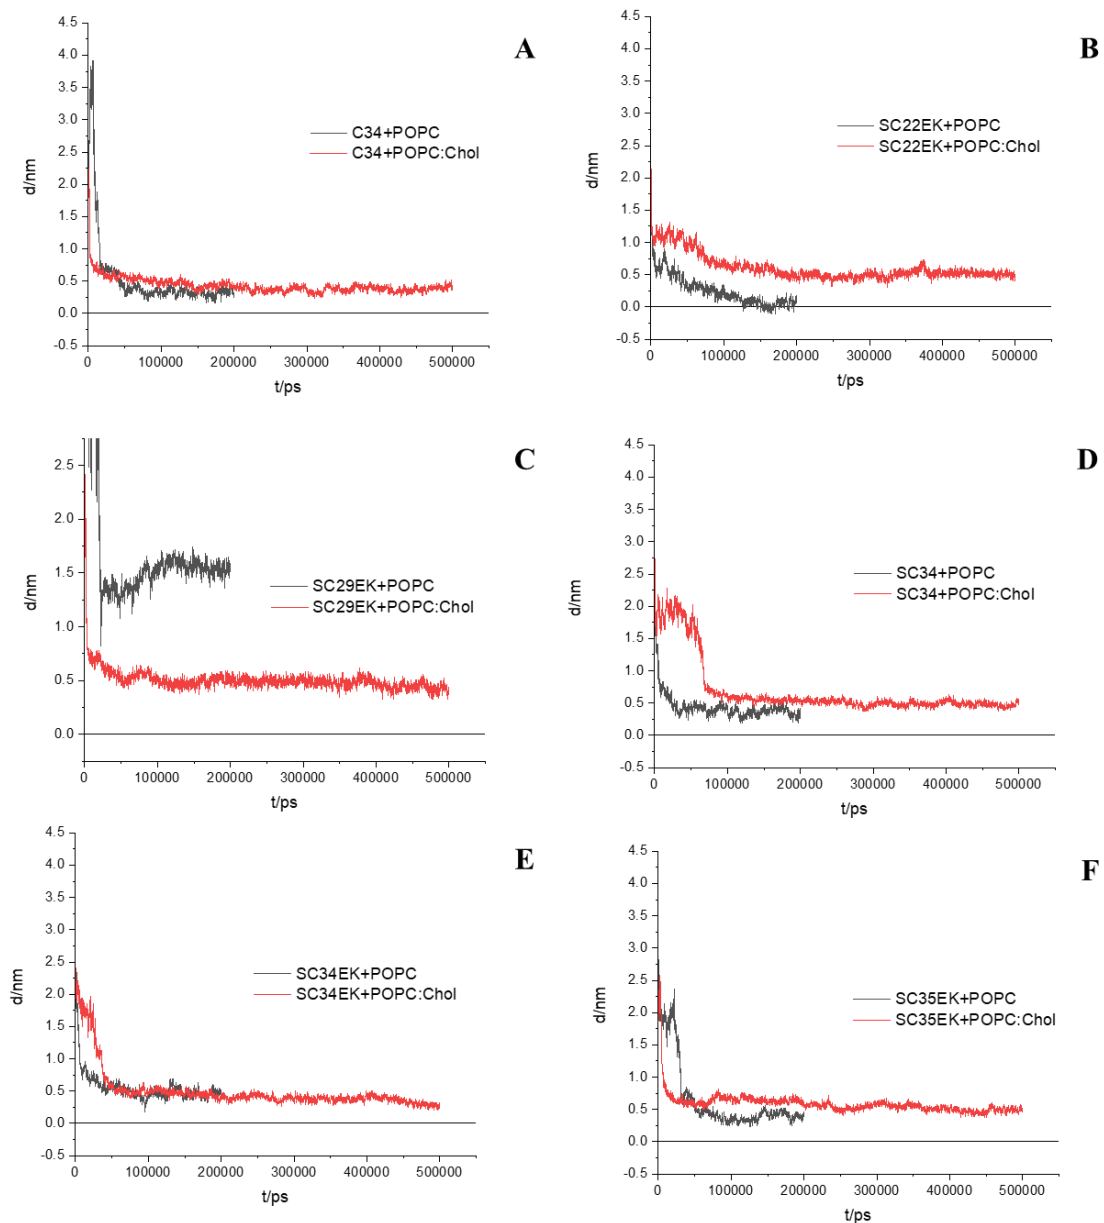 A
d/nm
4.5
4.0
3.5
3.0
2.5
2.0
1.5
1.0
0.5
0.0
-0.5
C34+POPC
C34+POPC:Chol
0 100000 200000 300000 400000 500000
t/ps
B
d/nm
4.5
4.0
3.5
3.0
2.5
2.0
1.5
1.0
0.5
0.0
-0.5
SC22EK+POPC
SC22EK+POPC:Chol
0 100000 200000 300000 400000 500000
t/ps
C
d/nm
2.5
2.0
1.5
1.0
0.5
0.0
SC29EK+POPC
SC29EK+POPC:Chol
0 100000 200000 300000 400000 500000
t/ps
D
d/nm
4.5
4.0
3.5
3.0
2.5
2.0
1.5
1.0
0.5
0.0
-0.5
SC34+POPC
SC34+POPC:Chol
0 100000 200000 300000 400000 500000
t/ps
E
d/nm
4.5
4.0
3.5
3.0
2.5
2.0
1.5
1.0
0.5
0.0
-0.5
SC34EK+POPC
SC34EK+POPC:Chol
0 100000 200000 300000 400000 500000
t/ps
F
d/nm
4.5
4.0
3.5
3.0
2.5
2.0
1.5
1.0
0.5
0.0
-0.5
SC35EK+POPC
SC35EK+POPC:Chol
0 100000 200000 300000 400000 500000
t/ps